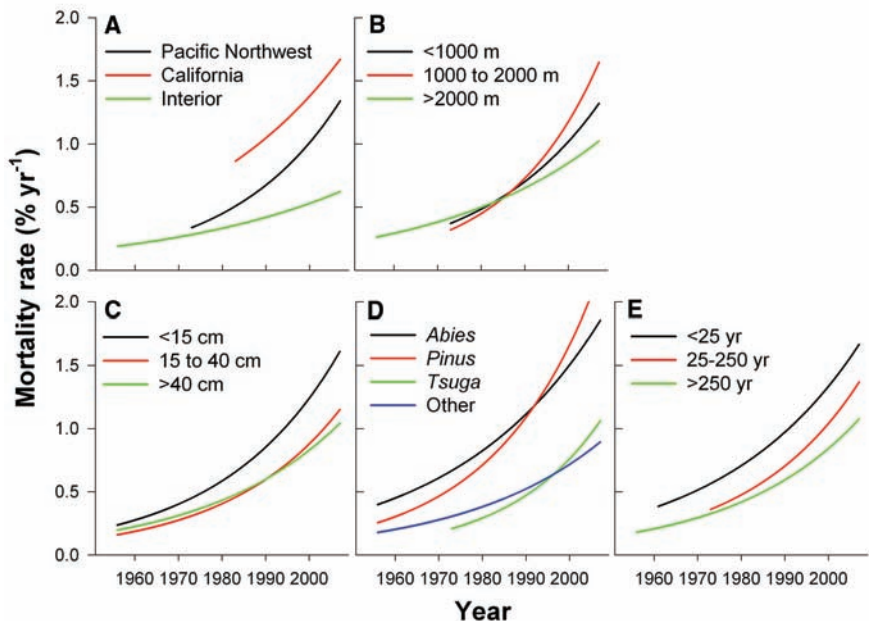 A
Pacific Northwest
California
Interior
B
<1000 m
1000 to 2000 m
>2000 m
2.0
1.5
1.0
0.5
0.0
Mortality rate (% yr⁻¹)
C
<15 cm
15 to 40 cm
>40 cm
D
Abies
Pinus
Tsuga
Other
E
<25 yr
25-250 yr
>250 yr
2.0
1.5
1.0
0.5
0.0
1960 1970 1980 1990 2000
1960 1970 1980 1990 2000
1960 1970 1980 1990 2000
Year